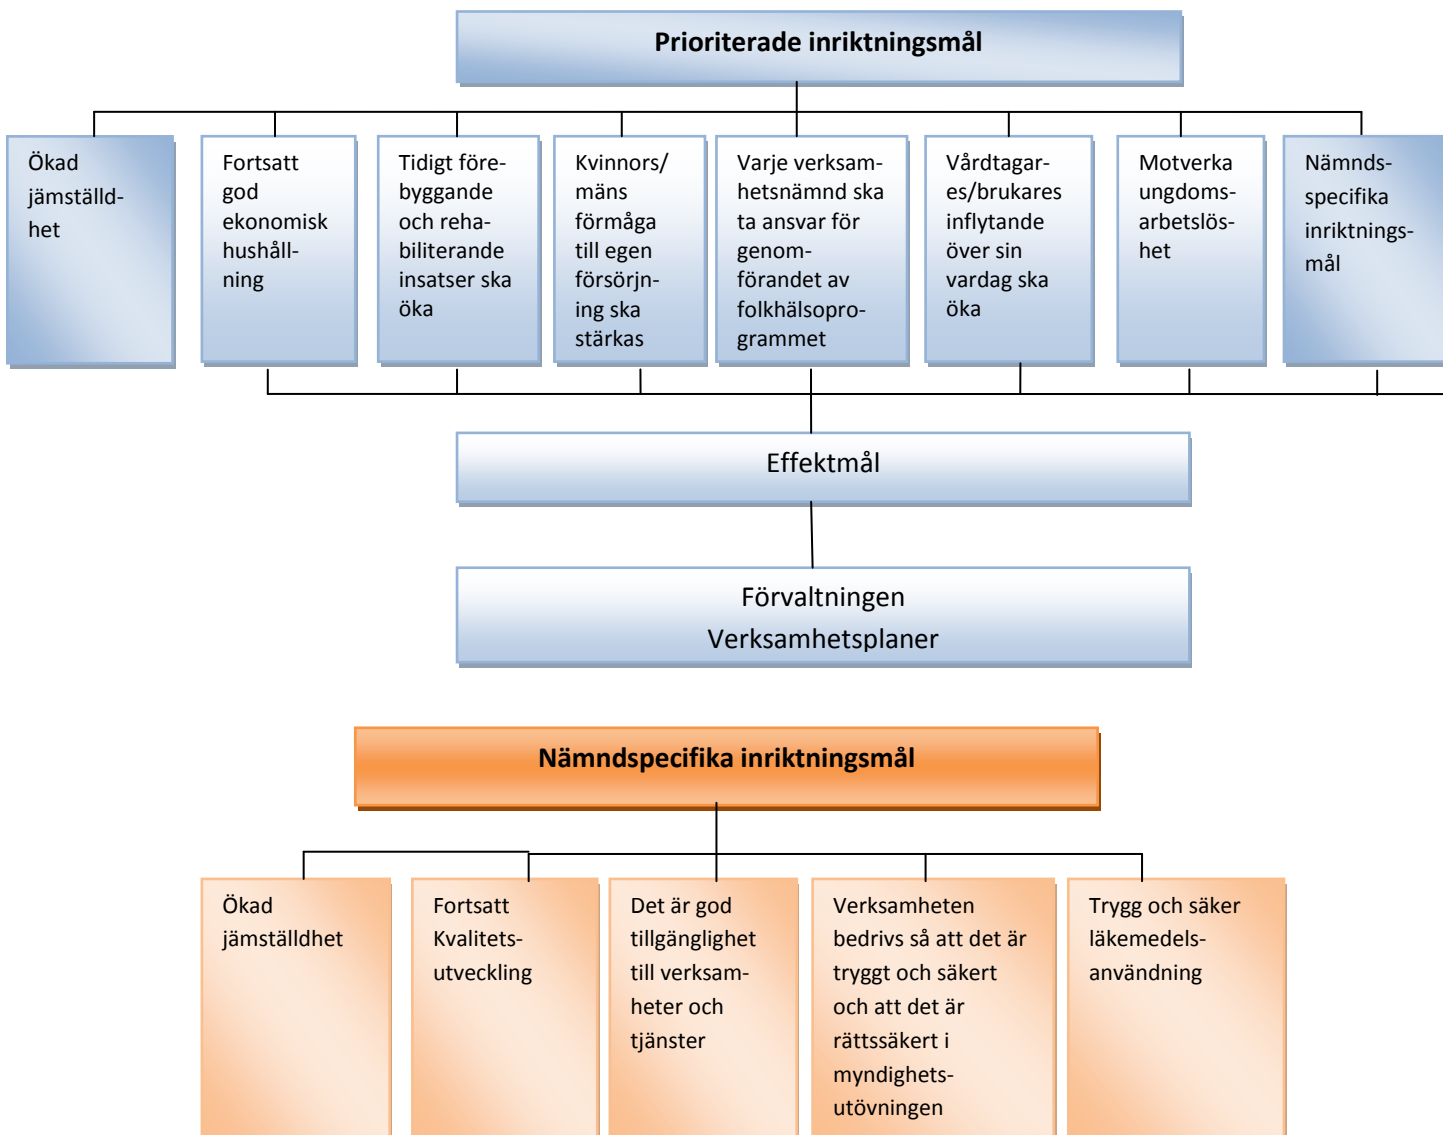 Prioriterade inriktningsmål
Ökad
jämställd-
het
Fortsatt
god
ekonomisk
hushåll-
ning
Tidigt före-
byggande
och reha-
biliterande
insatser ska
öka
Kvinnors/
mäns
förmåga
till egen
försörjn-
ing ska
stärkas
Varje verksam-
hetsnämnd ska
ta ansvar för
genom-
förandet av
folkhälsopro-
grammet
Vårdtagar-
es/brukares
inflytande
över sin
vardag ska
öka
Motverka
ungdoms-
arbetslös-
het
Nämnds-
specifika
inriktnings-
mål
Effektmål
Förvaltningen
Verksamhetsplaner
Nämndspecifika inriktningsmål
Ökad
jämställdhet
Fortsatt
Kvalitets-
utveckling
Det är god
tillgänglighet
till verksam-
heter och
tjänster
Verksamheten
bedrivs så att det är
tryggt och säkert
och att det är
rättssäkert i
myndighets-
utövningen
Trygg och säker
läkemedels-
användning